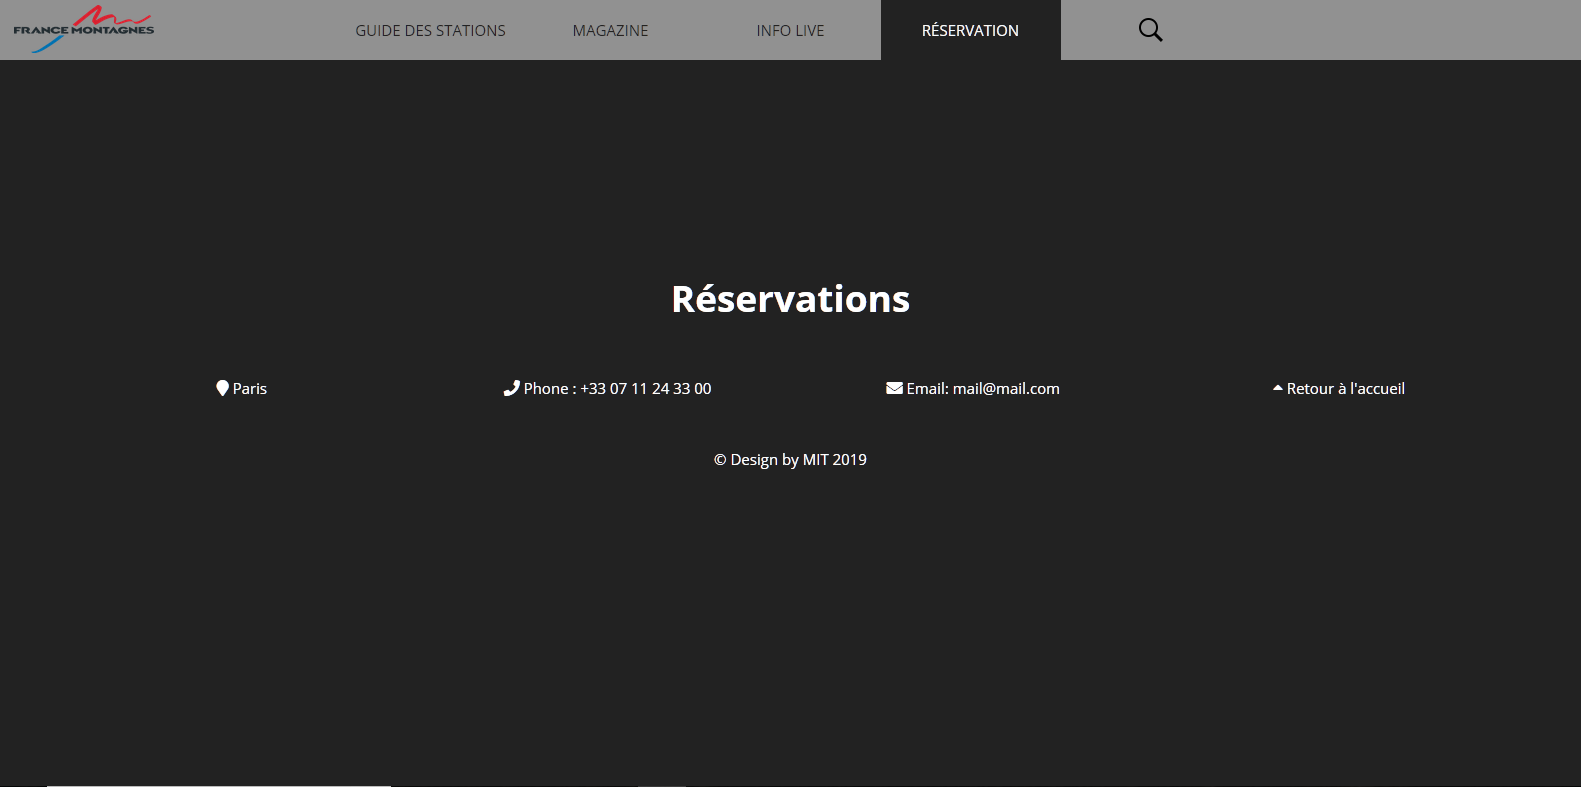 FRANCE MONTAGNES
GUIDE DES STATIONS MAGAZINE INFO LIVE RÉSERVATION
Réservations
Paris Phone : +33 07 11 24 33 00 Email: mail@mail.com Retour à l'accueil
© Design by MIT 2019